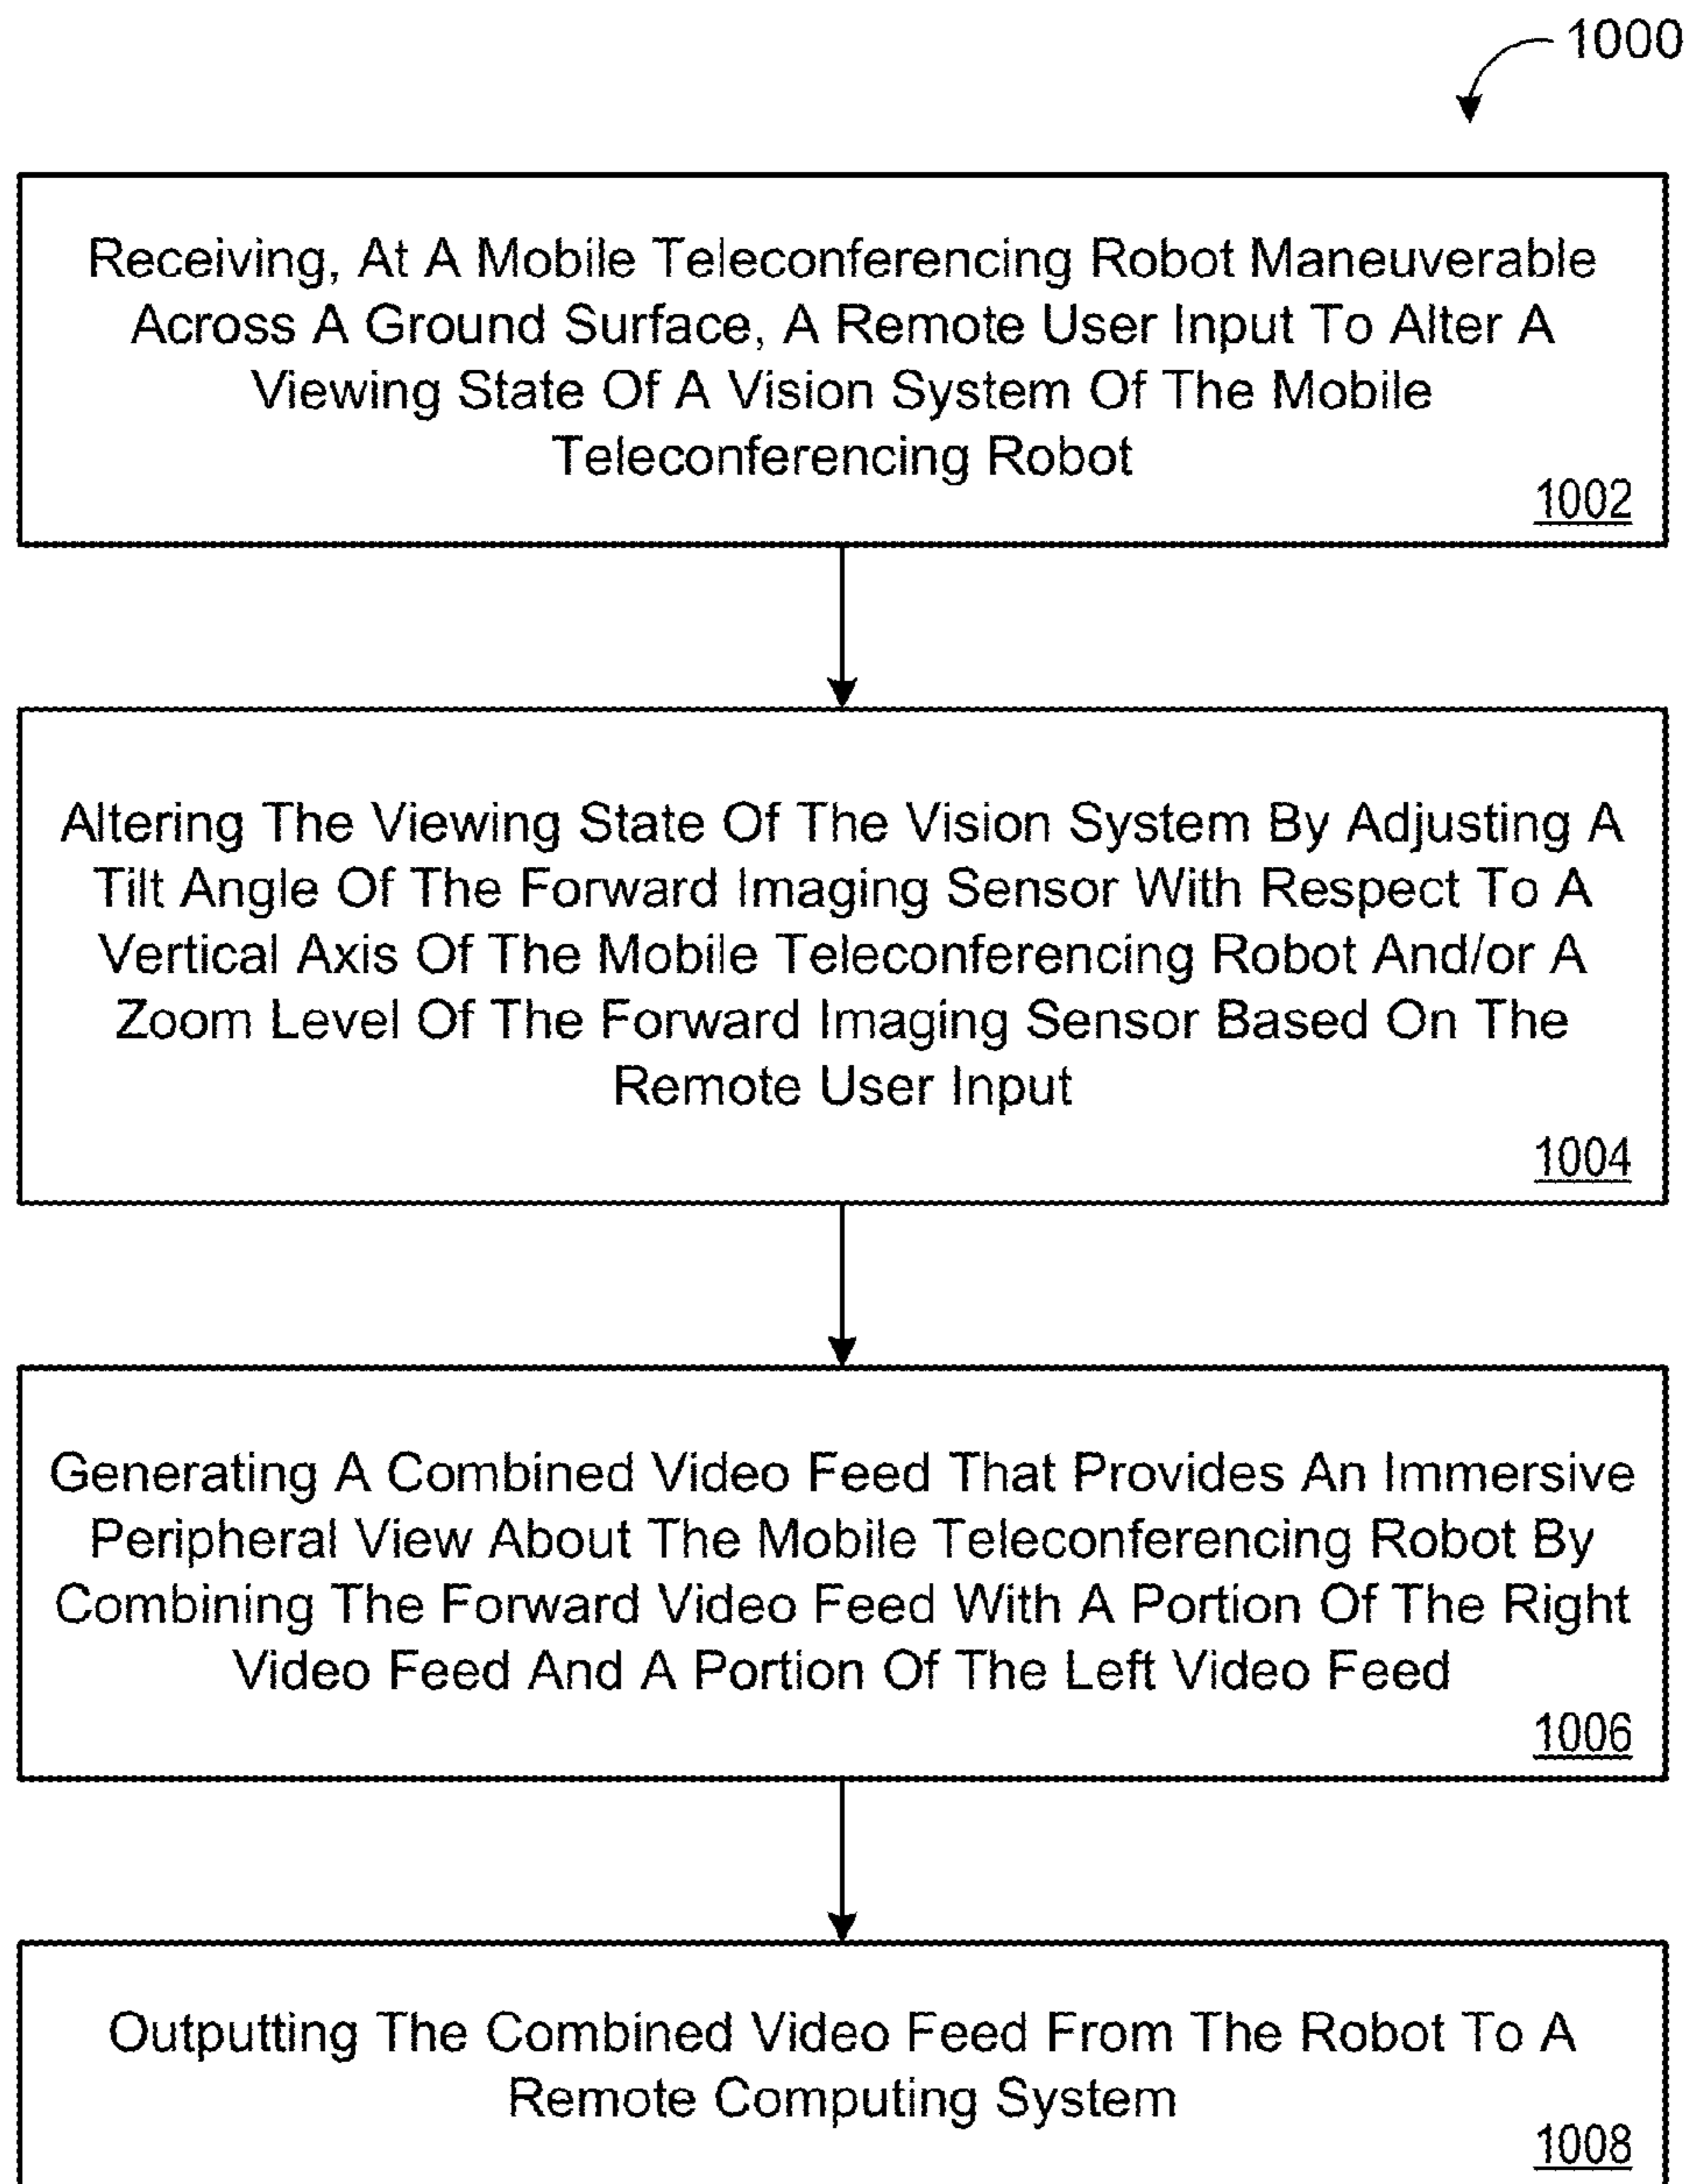 1000
Receiving, At A Mobile Teleconferencing Robot Maneuverable
Across A Ground Surface, A Remote User Input To Alter A
Viewing State Of A Vision System Of The Mobile
Teleconferencing Robot
1002
Altering The Viewing State Of The Vision System By Adjusting A
Tilt Angle Of The Forward Imaging Sensor With Respect To A
Vertical Axis Of The Mobile Teleconferencing Robot And/or A
Zoom Level Of The Forward Imaging Sensor Based On The
Remote User Input
1004
Generating A Combined Video Feed That Provides An Immersive
Peripheral View About The Mobile Teleconferencing Robot By
Combining The Forward Video Feed With A Portion Of The Right
Video Feed And A Portion Of The Left Video Feed
1006
Outputting The Combined Video Feed From The Robot To A
Remote Computing System
1008